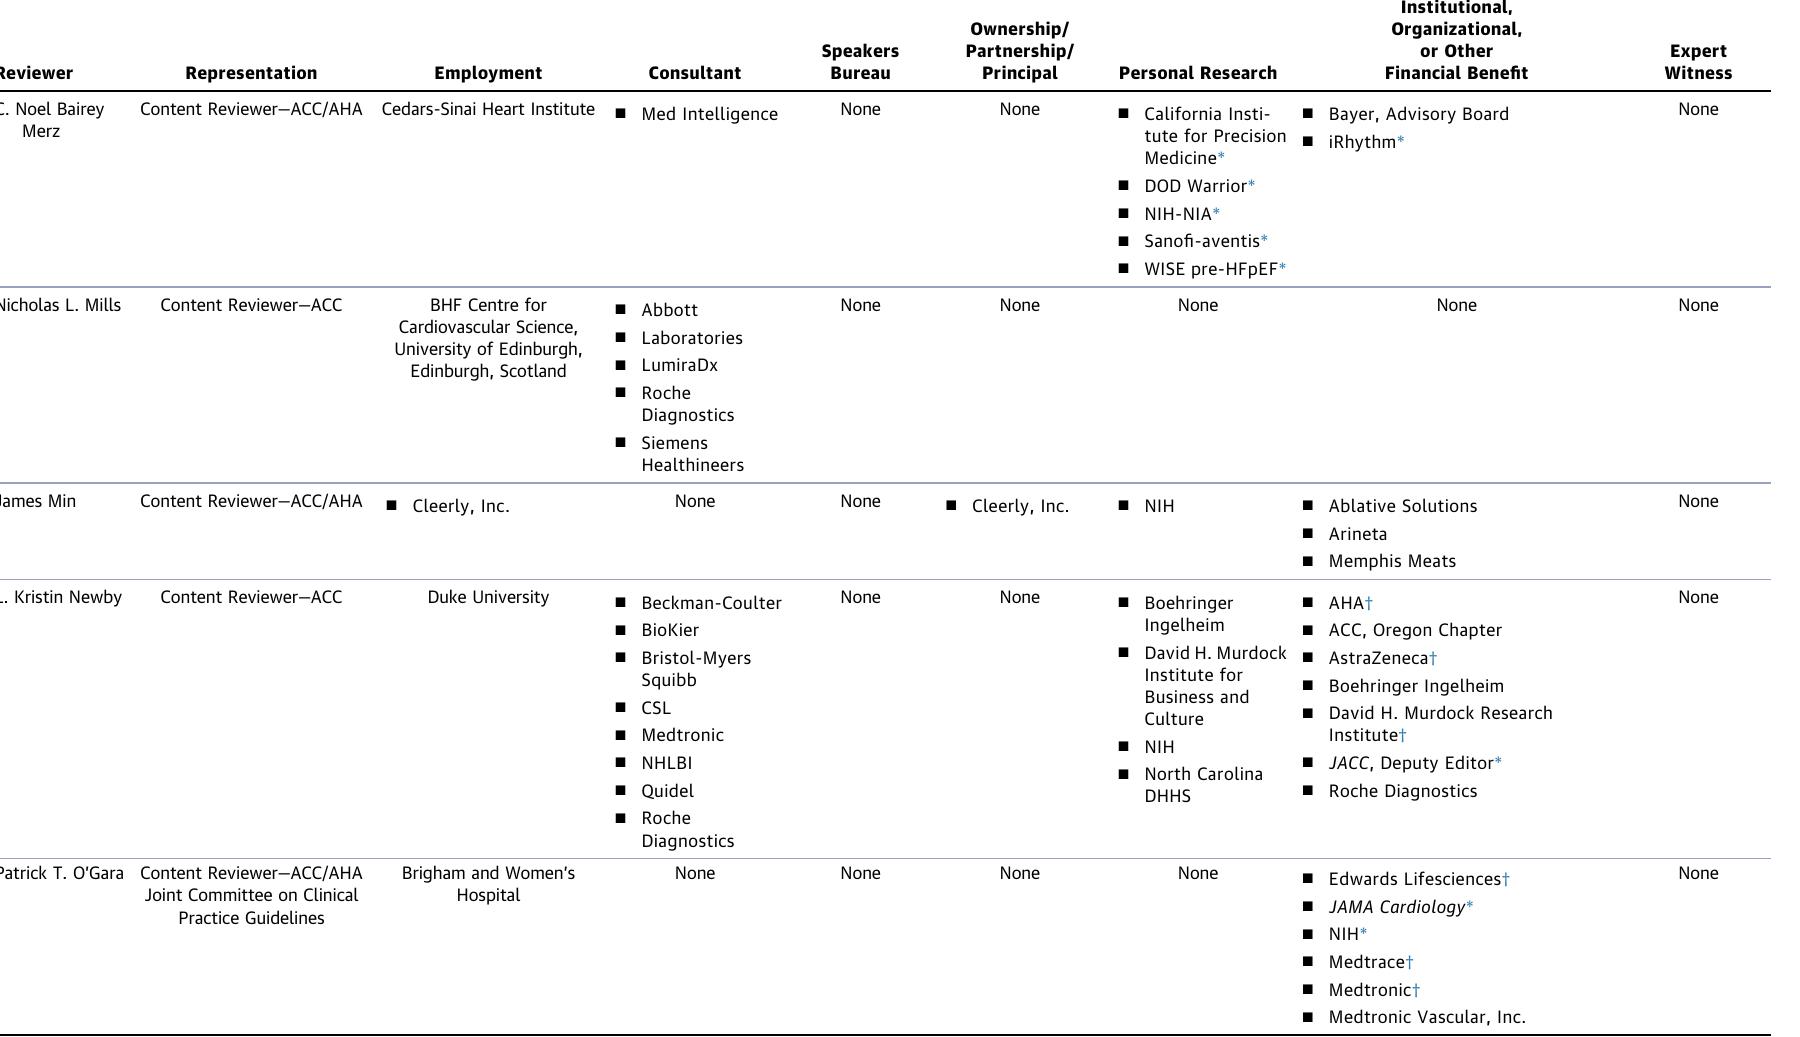 Institutional,
Organizational,
or Other
Financial Benefit
Ownership/
Partnership/
Principal
Speakers
Bureau
Expert
Witness
Reviewer
Representation
Employment
Consultant
Personal Research
C. Noel Bairey
Merz
Content Reviewer—ACC/AHA
Cedars-Sinai Heart Institute
■ Med Intelligence
None
None
■ California Insti-
tute for Precision
Medicine*
■ DOD Warrior*
■ NIH-NIA*
■ Sanofi-aventis*
■ WISE pre-HFpEF*
■ Bayer, Advisory Board
■ iRhythm*
None
Nicholas L. Mills
Content Reviewer—ACC
BHF Centre for
Cardiovascular Science,
University of Edinburgh,
Edinburgh, Scotland
■ Abbott
■ Laboratories
■ LumiraDx
■ Roche
Diagnostics
■ Siemens
Healthineers
None
None
None
None
None
James Min
Content Reviewer—ACC/AHA
■ Cleerly, Inc.
None
None
■ Cleerly, Inc.
■ NIH
■ Ablative Solutions
■ Arineta
■ Memphis Meats
None
L. Kristin Newby
Content Reviewer—ACC
Duke University
■ Beckman-Coulter
■ BioKier
■ Bristol-Myers
Squibb
■ CSL
■ Medtronic
■ NHLBI
■ Quidel
■ Roche
Diagnostics
None
None
■ Boehringer
Ingelheim
■ David H. Murdock
Institute for
Business and
Culture
■ NIH
■ North Carolina
DHHS
■ AHA†
■ ACC, Oregon Chapter
■ AstraZeneca†
■ Boehringer Ingelheim
■ David H. Murdock Research
Institute†
■ JACC, Deputy Editor*
■ Roche Diagnostics
None
Patrick T. O'Gara
Content Reviewer—ACC/AHA
Joint Committee on Clinical
Practice Guidelines
Brigham and Women's
Hospital
None
None
None
None
■ Edwards Lifesciences†
■ JAMA Cardiology*
■ NIH*
■ Medtrace†
■ Medtronic†
■ Medtronic Vascular, Inc.
None